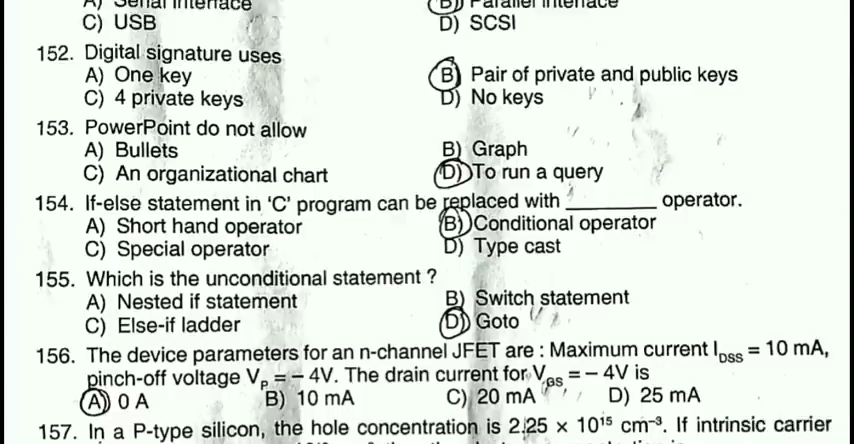 A) Serial Interface B) Parallel Interface
C) USB D) SCSI
152. Digital signature uses
A) One key B) Pair of private and public keys
C) 4 private keys D) No keys
153. PowerPoint do not allow
A) Bullets B) Graph
C) An organizational chart D) To run a query
154. If-else statement in 'C' program can be replaced with ________ operator.
A) Short hand operator B) Conditional operator
C) Special operator D) Type cast
155. Which is the unconditional statement ?
A) Nested if statement B) Switch statement
C) Else-if ladder D) Goto
156. The device parameters for an n-channel JFET are : Maximum current I_DSS = 10 mA,
pinch-off voltage V_P = – 4V. The drain current for V_GS = – 4V is
A) 0 A B) 10 mA C) 20 mA D) 25 mA
157. In a P-type silicon, the hole concentration is 2.25 × 10¹⁵ cm⁻³. If intrinsic carrier